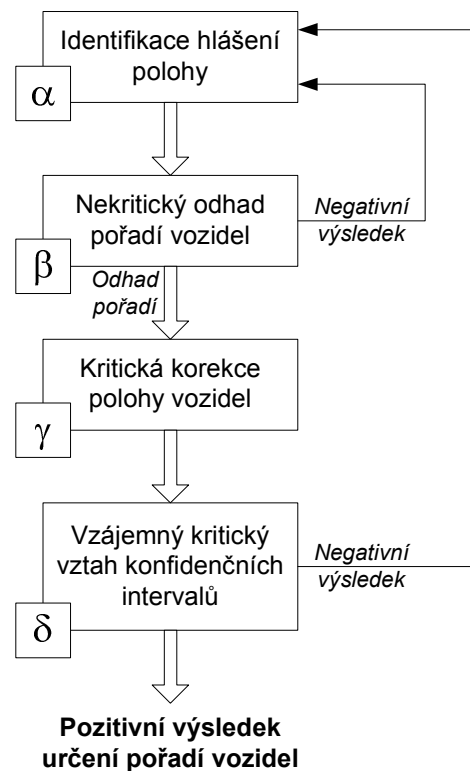 Identifikace hlášení
polohy
α
Nekritický odhad
pořadí vozidel
β
Negativní
výsledek
Odhad
pořadí
Kritická korekce
polohy vozidel
γ
Vzájemný kritický
vztah konfidenčních
intervalů
δ
Negativní
výsledek
Pozitivní výsledek
určení pořadí vozidel